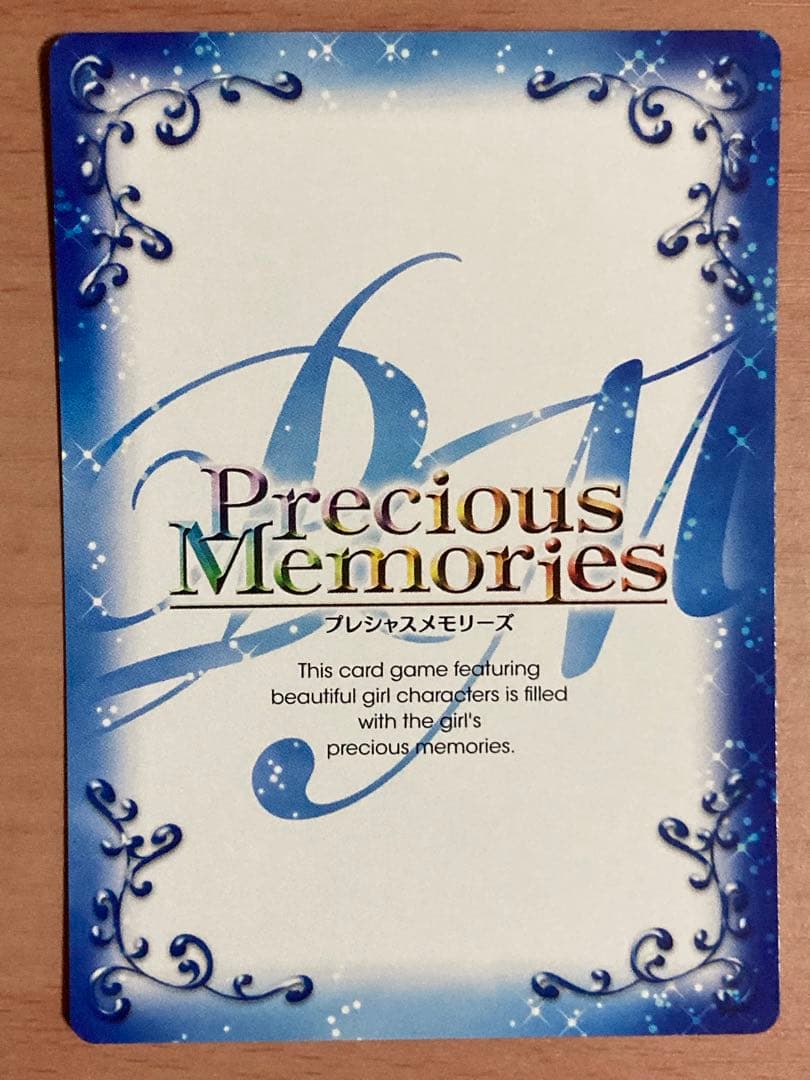 Precious
Memories
プレシャスメモリーズ
This card game featuring
beautiful girl characters is filled
with the girl's
precious memories.